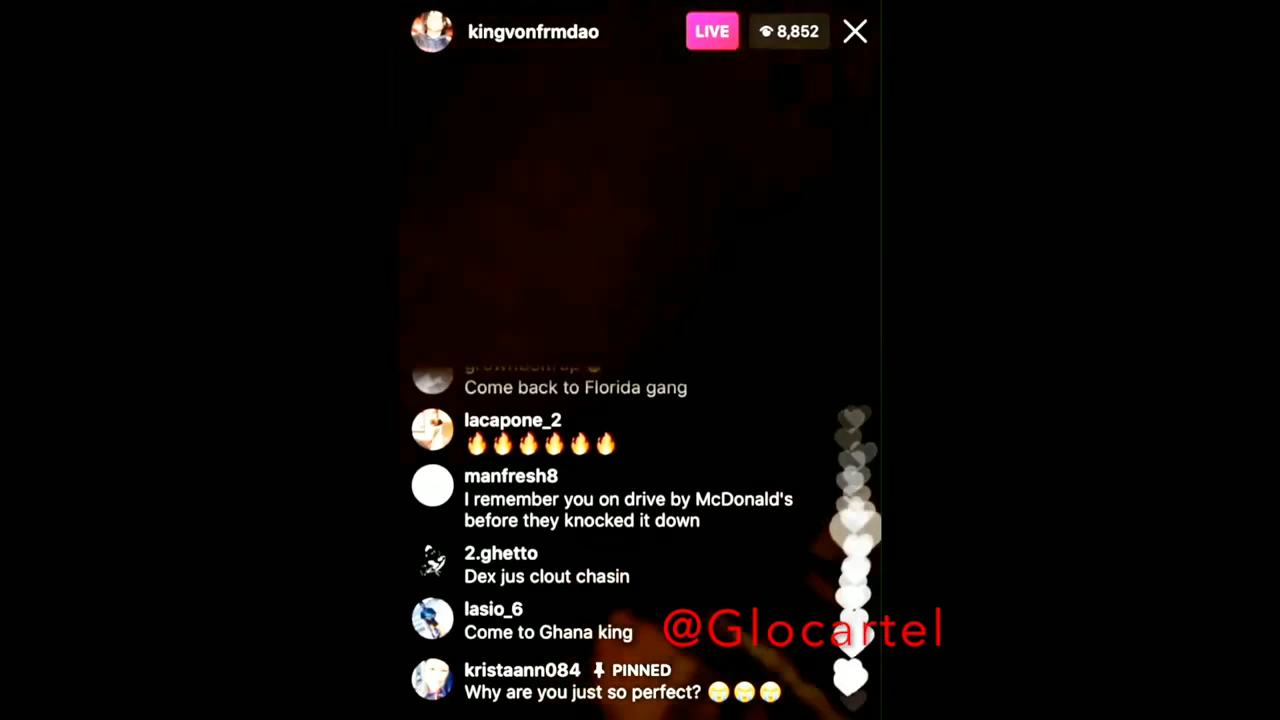 kingvonfrmdao LIVE 8,852
Come back to Florida gang
lacapone_2
🔥🔥🔥🔥🔥🔥
manfresh8
I remember you on drive by McDonald's
before they knocked it down
2.ghetto
Dex jus clout chasin
lasio_6
Come to Ghana king
@Glocartel
kristaann084 PINNED
Why are you just so perfect? 😭😭😭